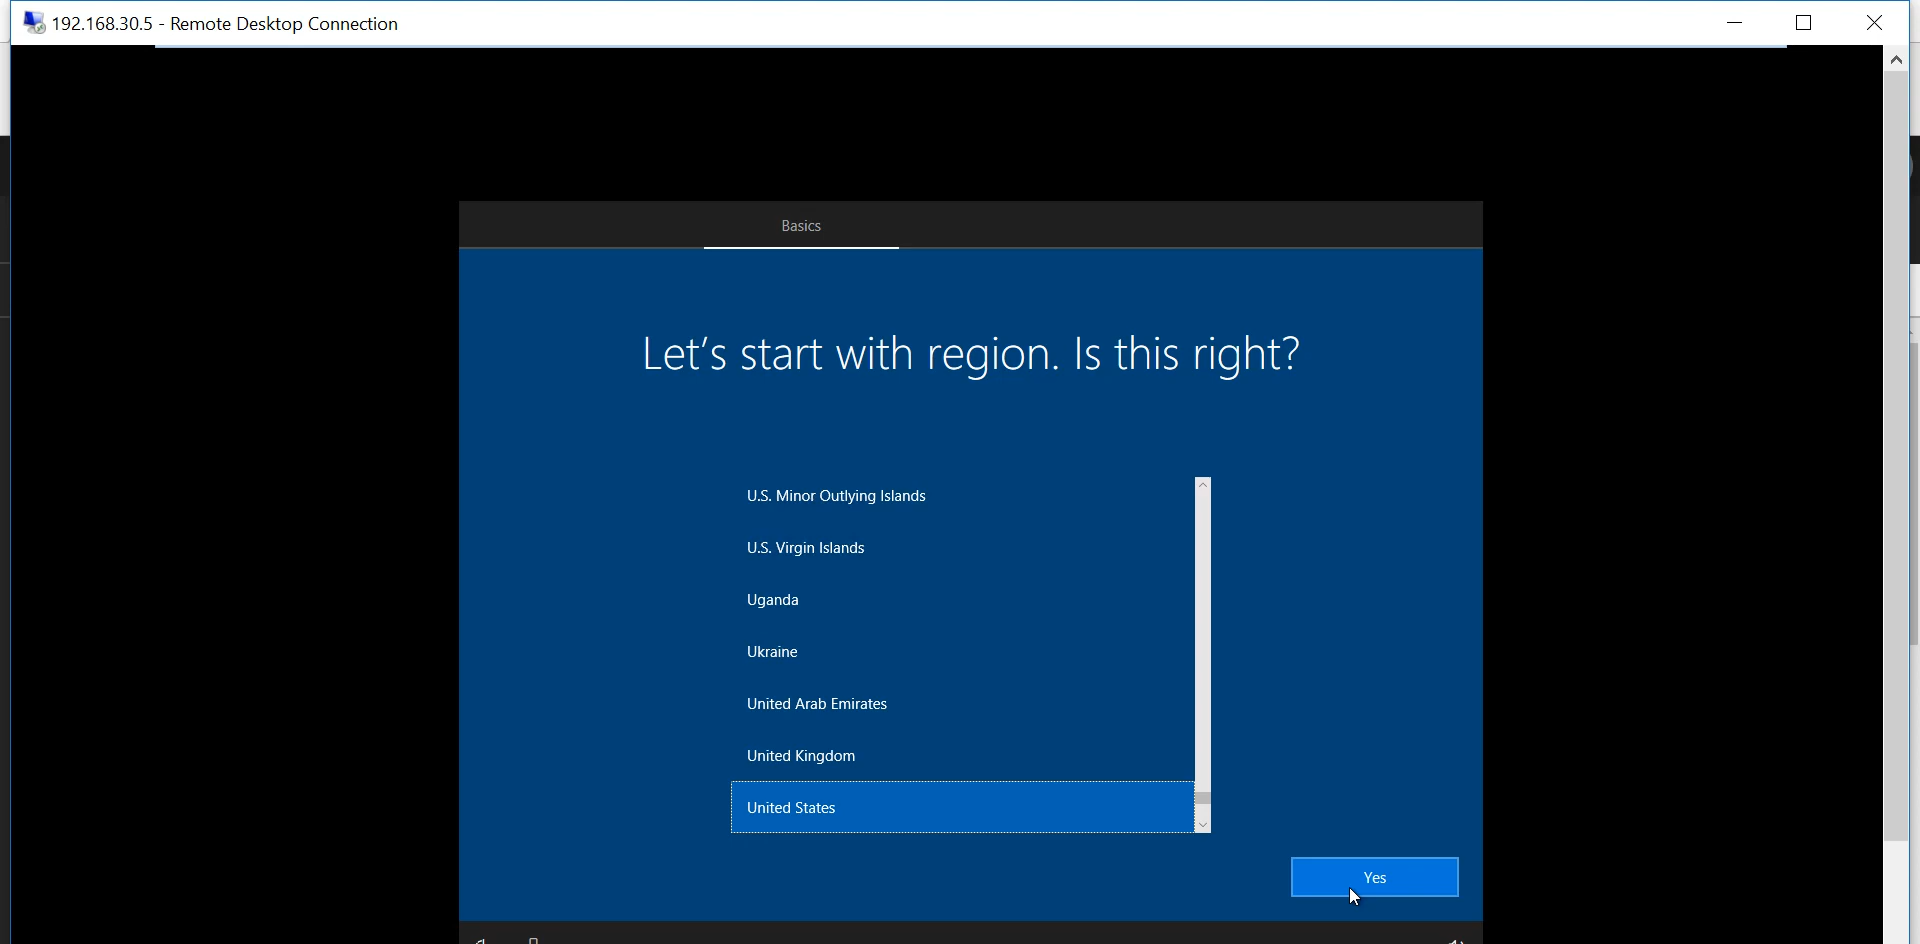 192.168.30.5 - Remote Desktop Connection
Basics
Let's start with region. Is this right?
U.S. Minor Outlying Islands
U.S. Virgin Islands
Uganda
Ukraine
United Arab Emirates
United Kingdom
United States
Yes